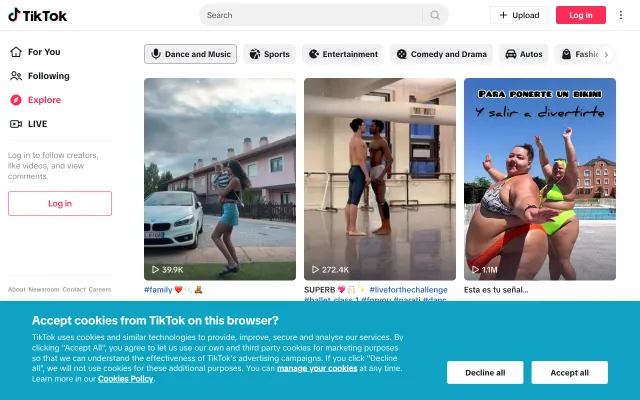 TikTok
Search
Upload
Log in
For You
Following
Explore
LIVE
Log in to follow creators,
like videos, and view
comments.
Log in
About Newsroom Contact Careers
Dance and Music
Sports
Entertainment
Comedy and Drama
Autos
Fashio
39.9K
#family
272.4K
SUPERB #liveforthechallenge
#ballet class 1 #foryou #parati #danc
PARA PONERTE UN BIKINI
Y salir a divertirte
1.1M
Esta es tu señal...
Accept cookies from TikTok on this browser?
TikTok uses cookies and similar technologies to provide, improve, secure and analyse our services. By
clicking "Accept All", you agree to let us use our own and third party cookies for marketing purposes
so that we can understand the effectiveness of TikTok's advertising campaigns. If you click "Decline
all", we will not use cookies for these additional purposes. You can manage your cookies at any time.
Learn more in our Cookies Policy.
Decline all
Accept all